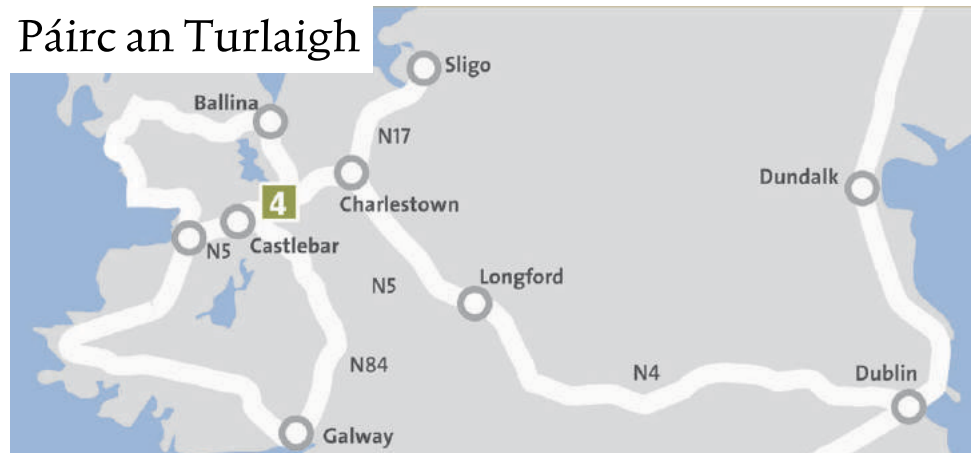 Páirc an Turlaigh
Sligo
Ballina
N17
Dundalk
Charlestown
4
N5
Castlebar
Longford
N5
N84
N4
Dublin
Galway